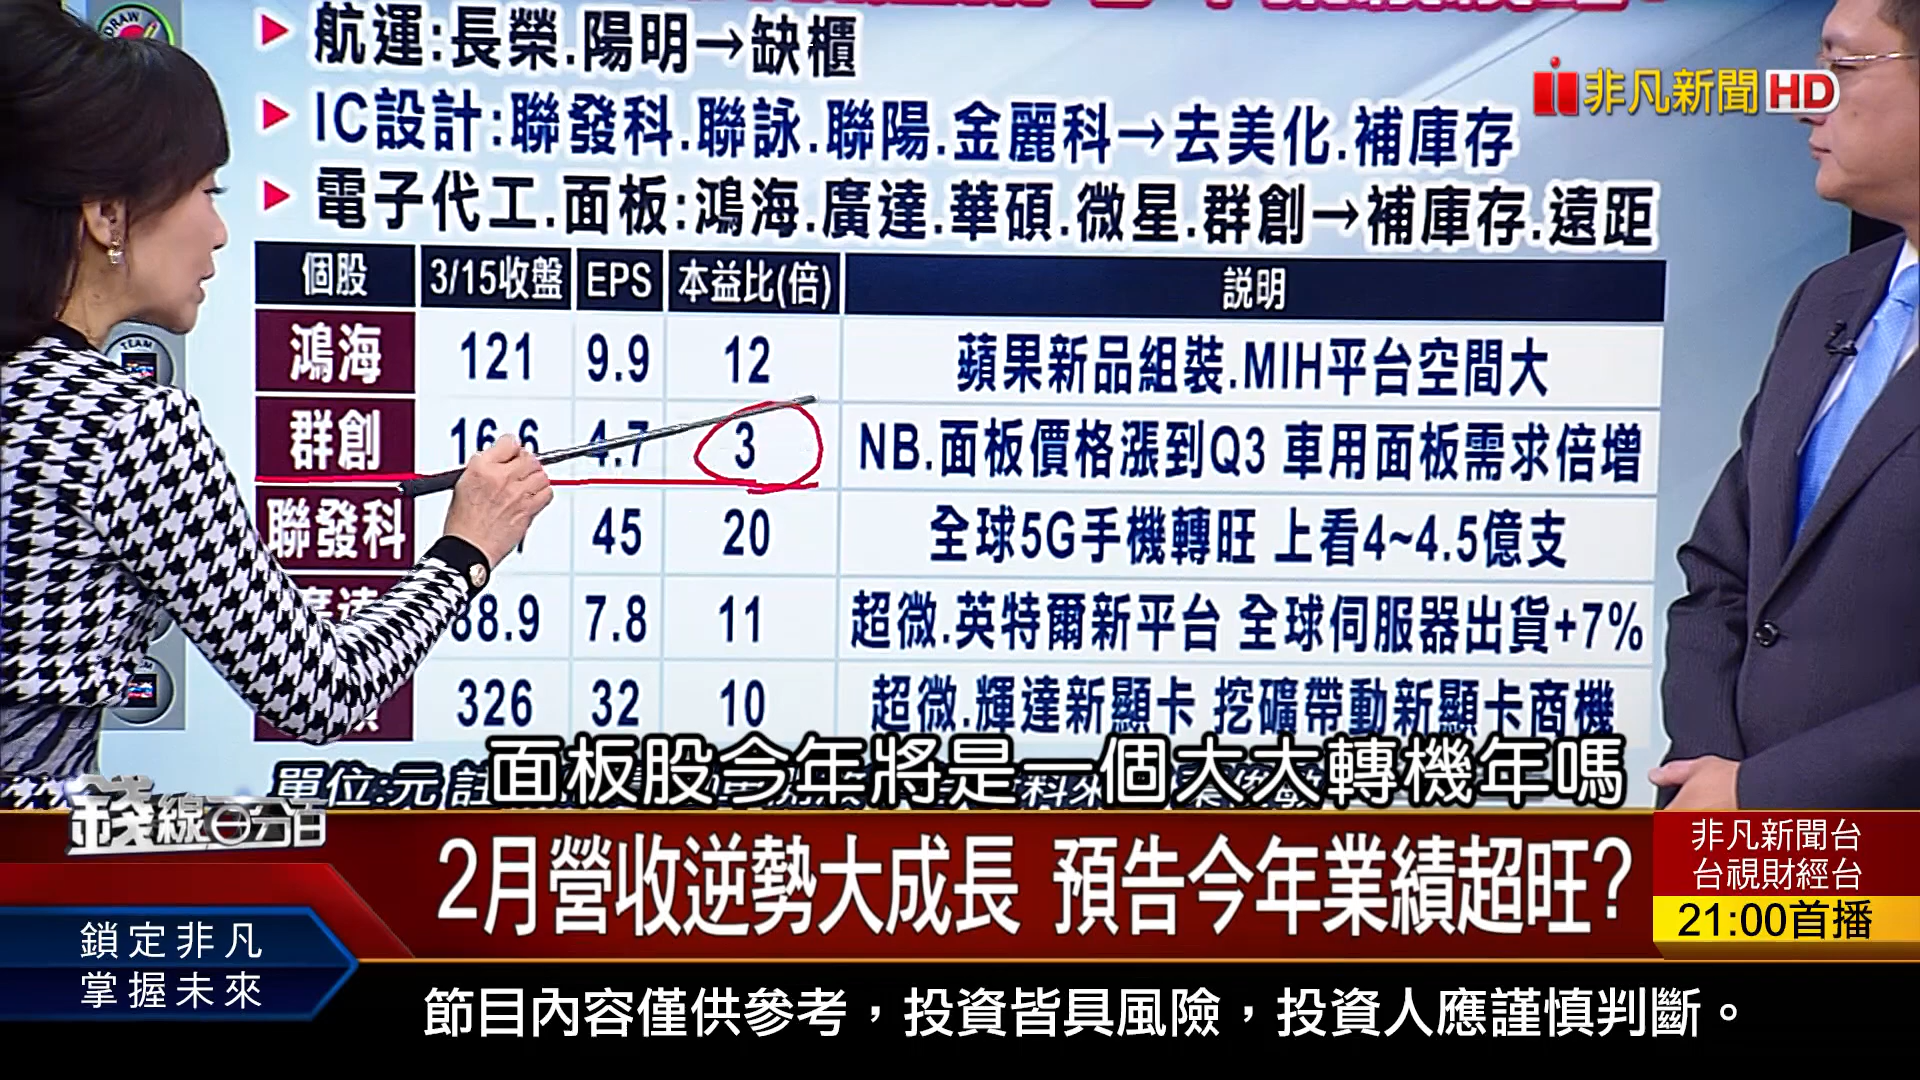 航運:長榮.陽明→缺櫃
非凡新聞HD
IC設計:聯發科.聯詠.聯陽.金麗科→去美化.補庫存
電子代工.面板:鴻海.廣達.華碩.微星.群創→補庫存.遠距
個股 3/15收盤 EPS 本益比(倍) 説明
鴻海 121 9.9 12 蘋果新品組裝.MIH平台空間大
群創 16.6 4.7 3 NB.面板價格漲到Q3 車用面板需求倍增
聯發科 45 20 全球5G手機轉旺 上看4~4.5億支
88.9 7.8 11 超微.英特爾新平台 全球伺服器出貨+7%
326 32 10 超微.輝達新顯卡 挖礦帶動新顯卡商機
單位:元 註
面板股今年將是一個大大轉機年嗎
錢線百分百
2月營收逆勢大成長 預告今年業績超旺?
非凡新聞台
台視財經台
21:00首播
鎖定非凡
掌握未來
節目內容僅供參考，投資皆具風險，投資人應謹慎判斷。